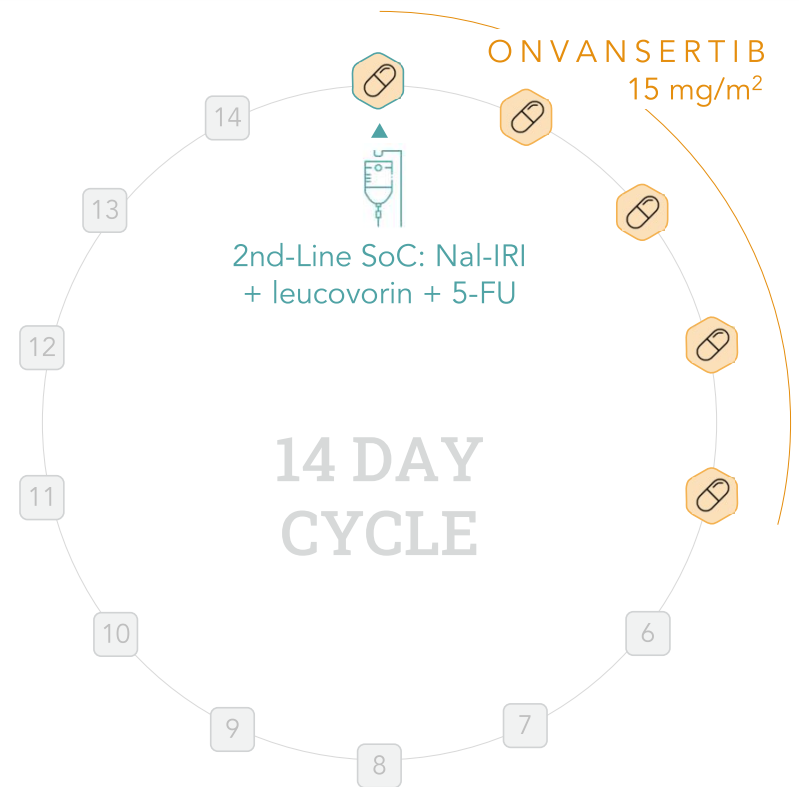 ONVANSERTIB
15 mg/m²
14
13
2nd-Line SoC: Nal-IRI
+ leucovorin + 5-FU
12
14 DAY
CYCLE
11
10
6
9
7
8